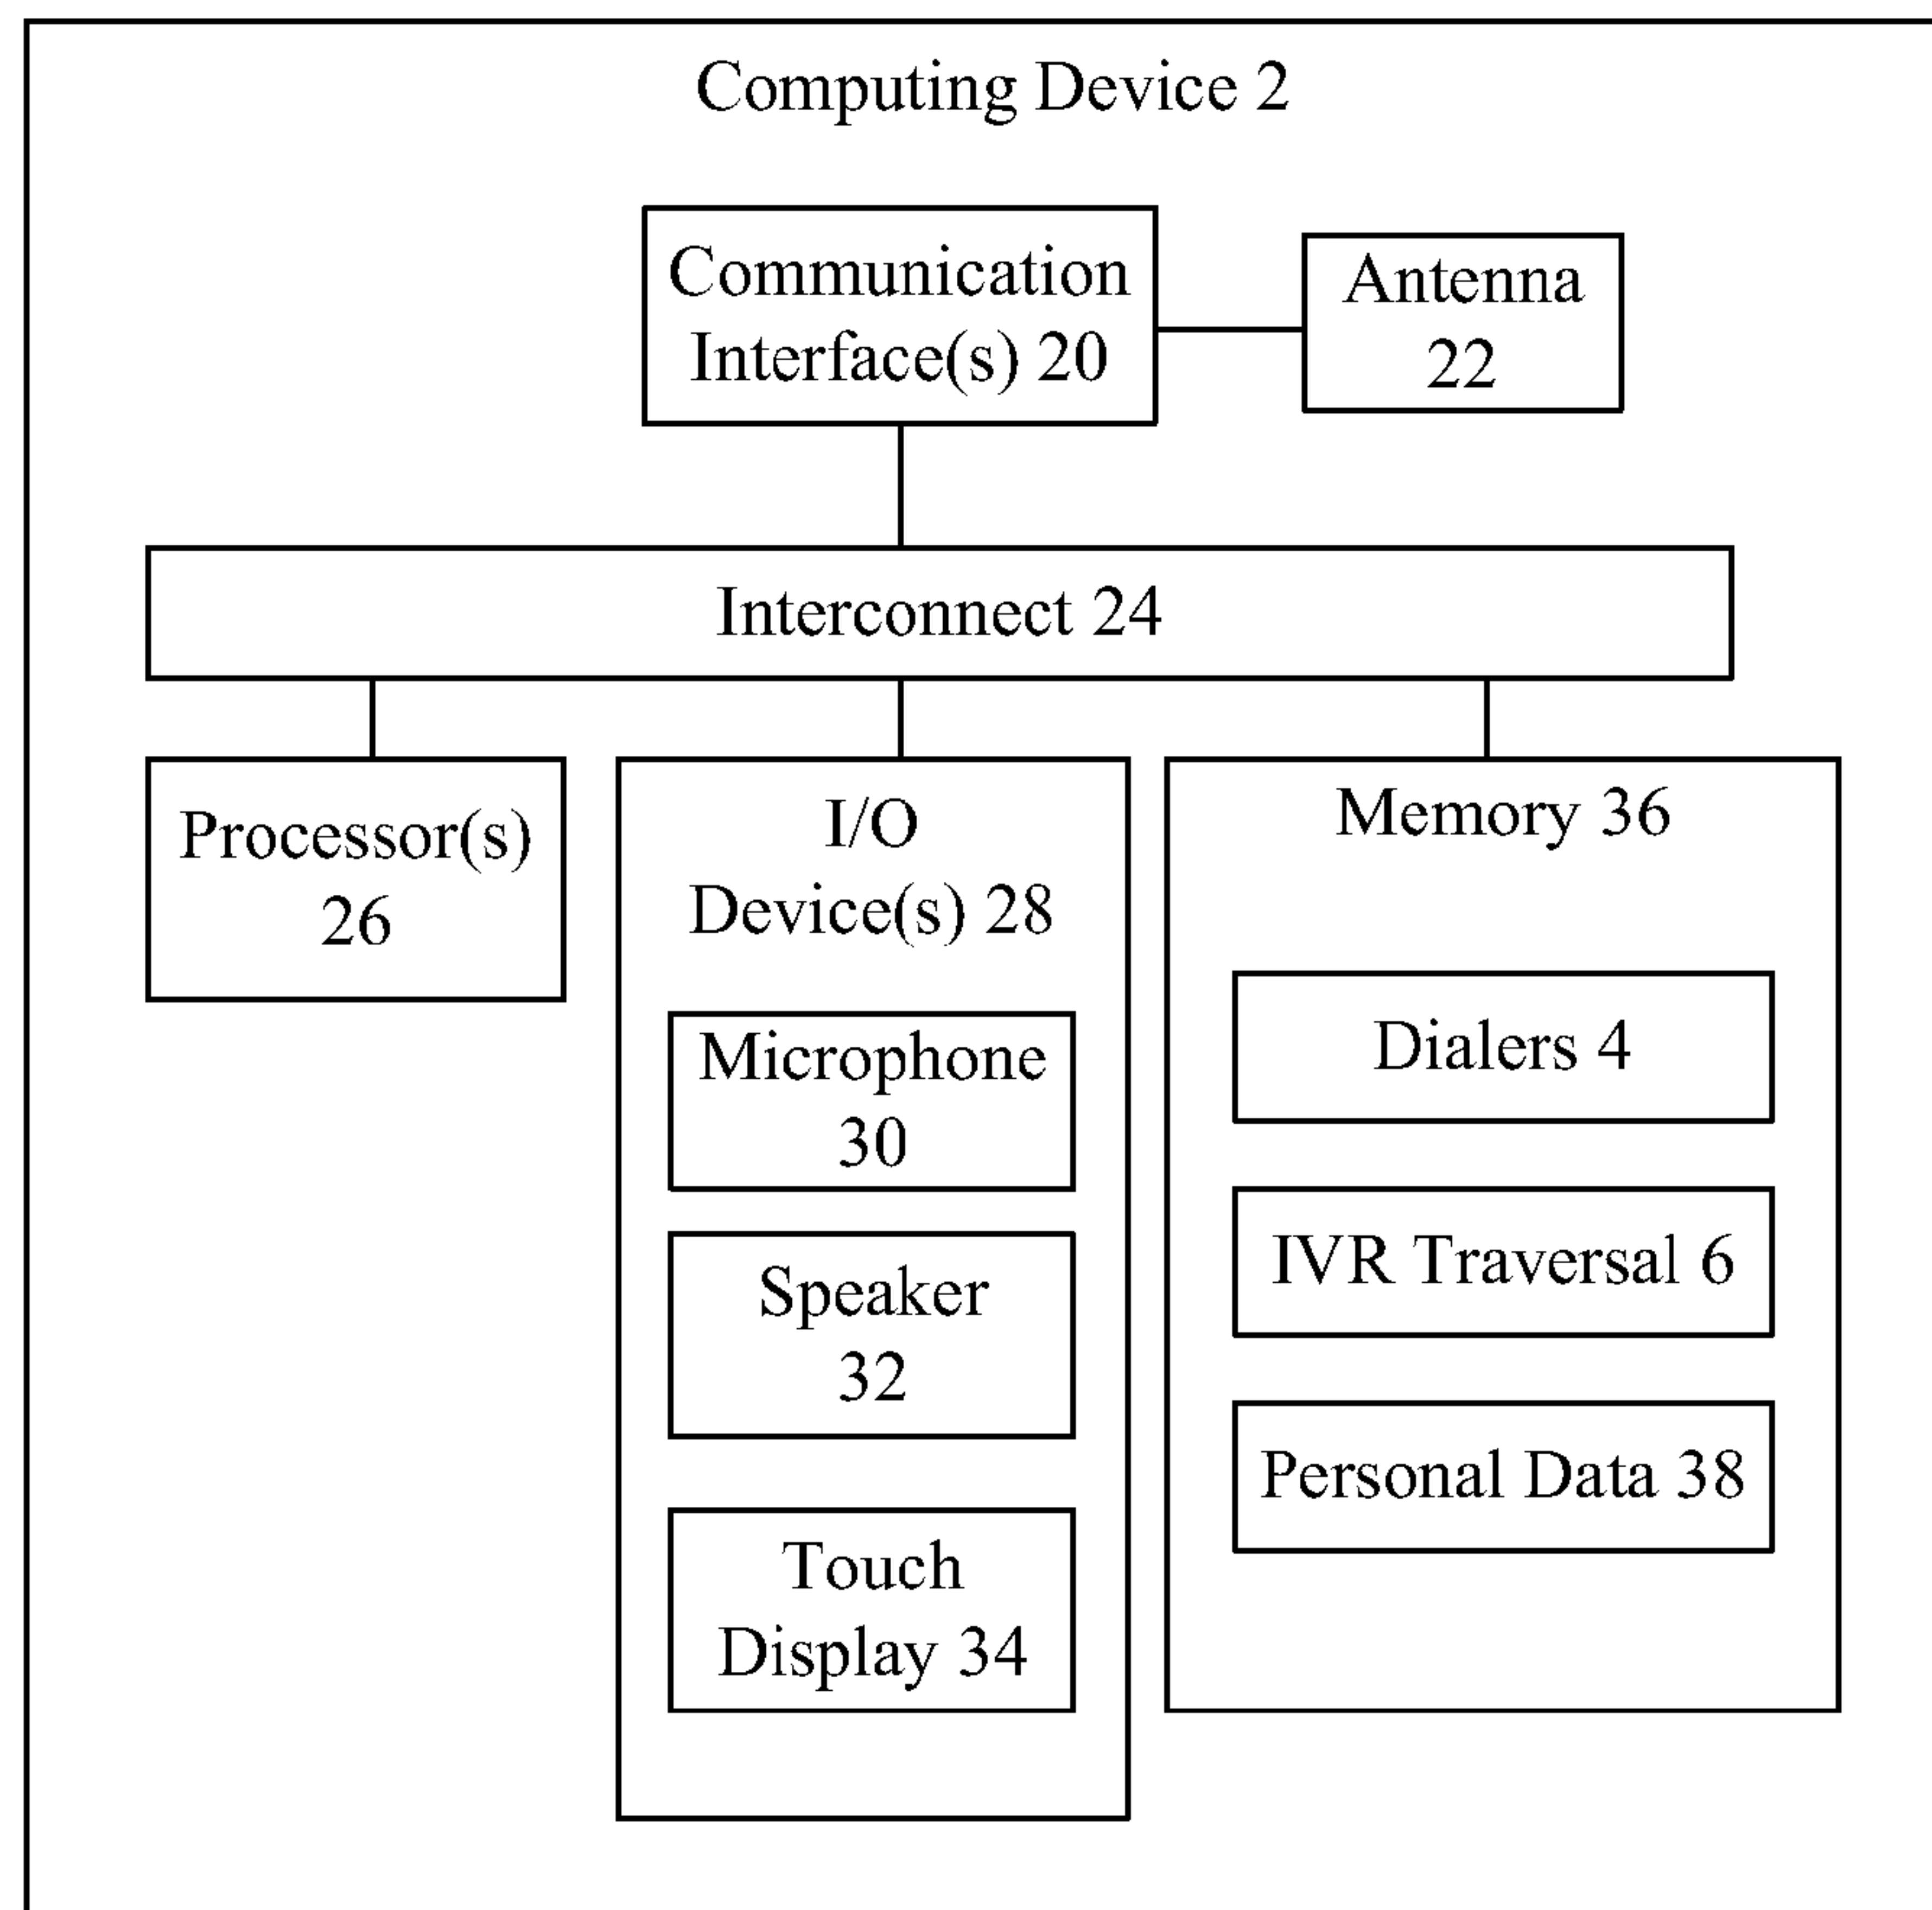 Computing Device 2
Communication
Interface(s) 20
Antenna
22
Interconnect 24
Processor(s)
26
I/O
Device(s) 28
Microphone
30
Speaker
32
Touch
Display 34
Memory 36
Dialers 4
IVR Traversal 6
Personal Data 38